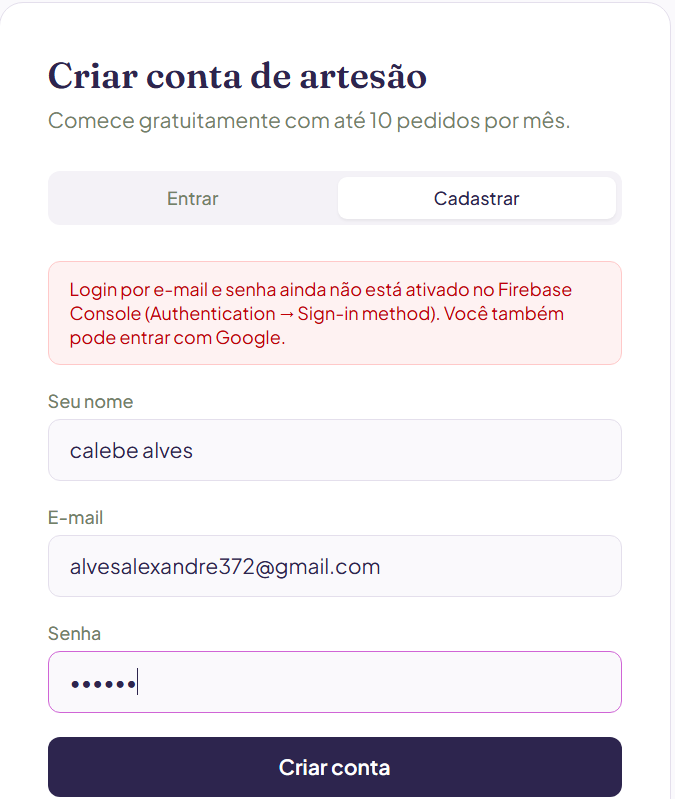 Criar conta de artesão
Comece gratuitamente com até 10 pedidos por mês.
Entrar
Cadastrar
Login por e-mail e senha ainda não está ativado no Firebase
Console (Authentication → Sign-in method). Você também
pode entrar com Google.
Seu nome
calebe alves
E-mail
alvesalexandre372@gmail.com
Senha
••••••
Criar conta